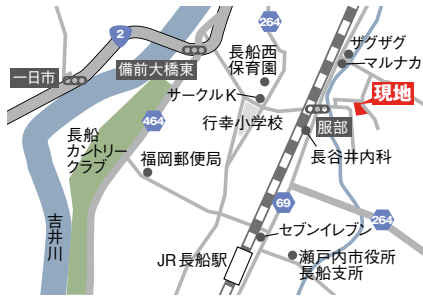 2
264
ザグザグ
マルナカ
長船西
保育園
備前大橋東
一日市
サークルK
現地
行幸小学校
服部
464
長船
カントリー
クラブ
長谷井内科
福岡郵便局
69
吉井川
264
セブンイレブン
JR長船駅
瀬戸内市役所
長船支所